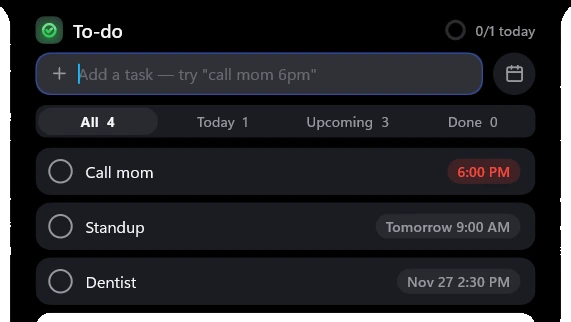 To-do
0/1 today
Add a task — try "call mom 6pm"
All 4
Today 1
Upcoming 3
Done 0
Call mom
6:00 PM
Standup
Tomorrow 9:00 AM
Dentist
Nov 27 2:30 PM